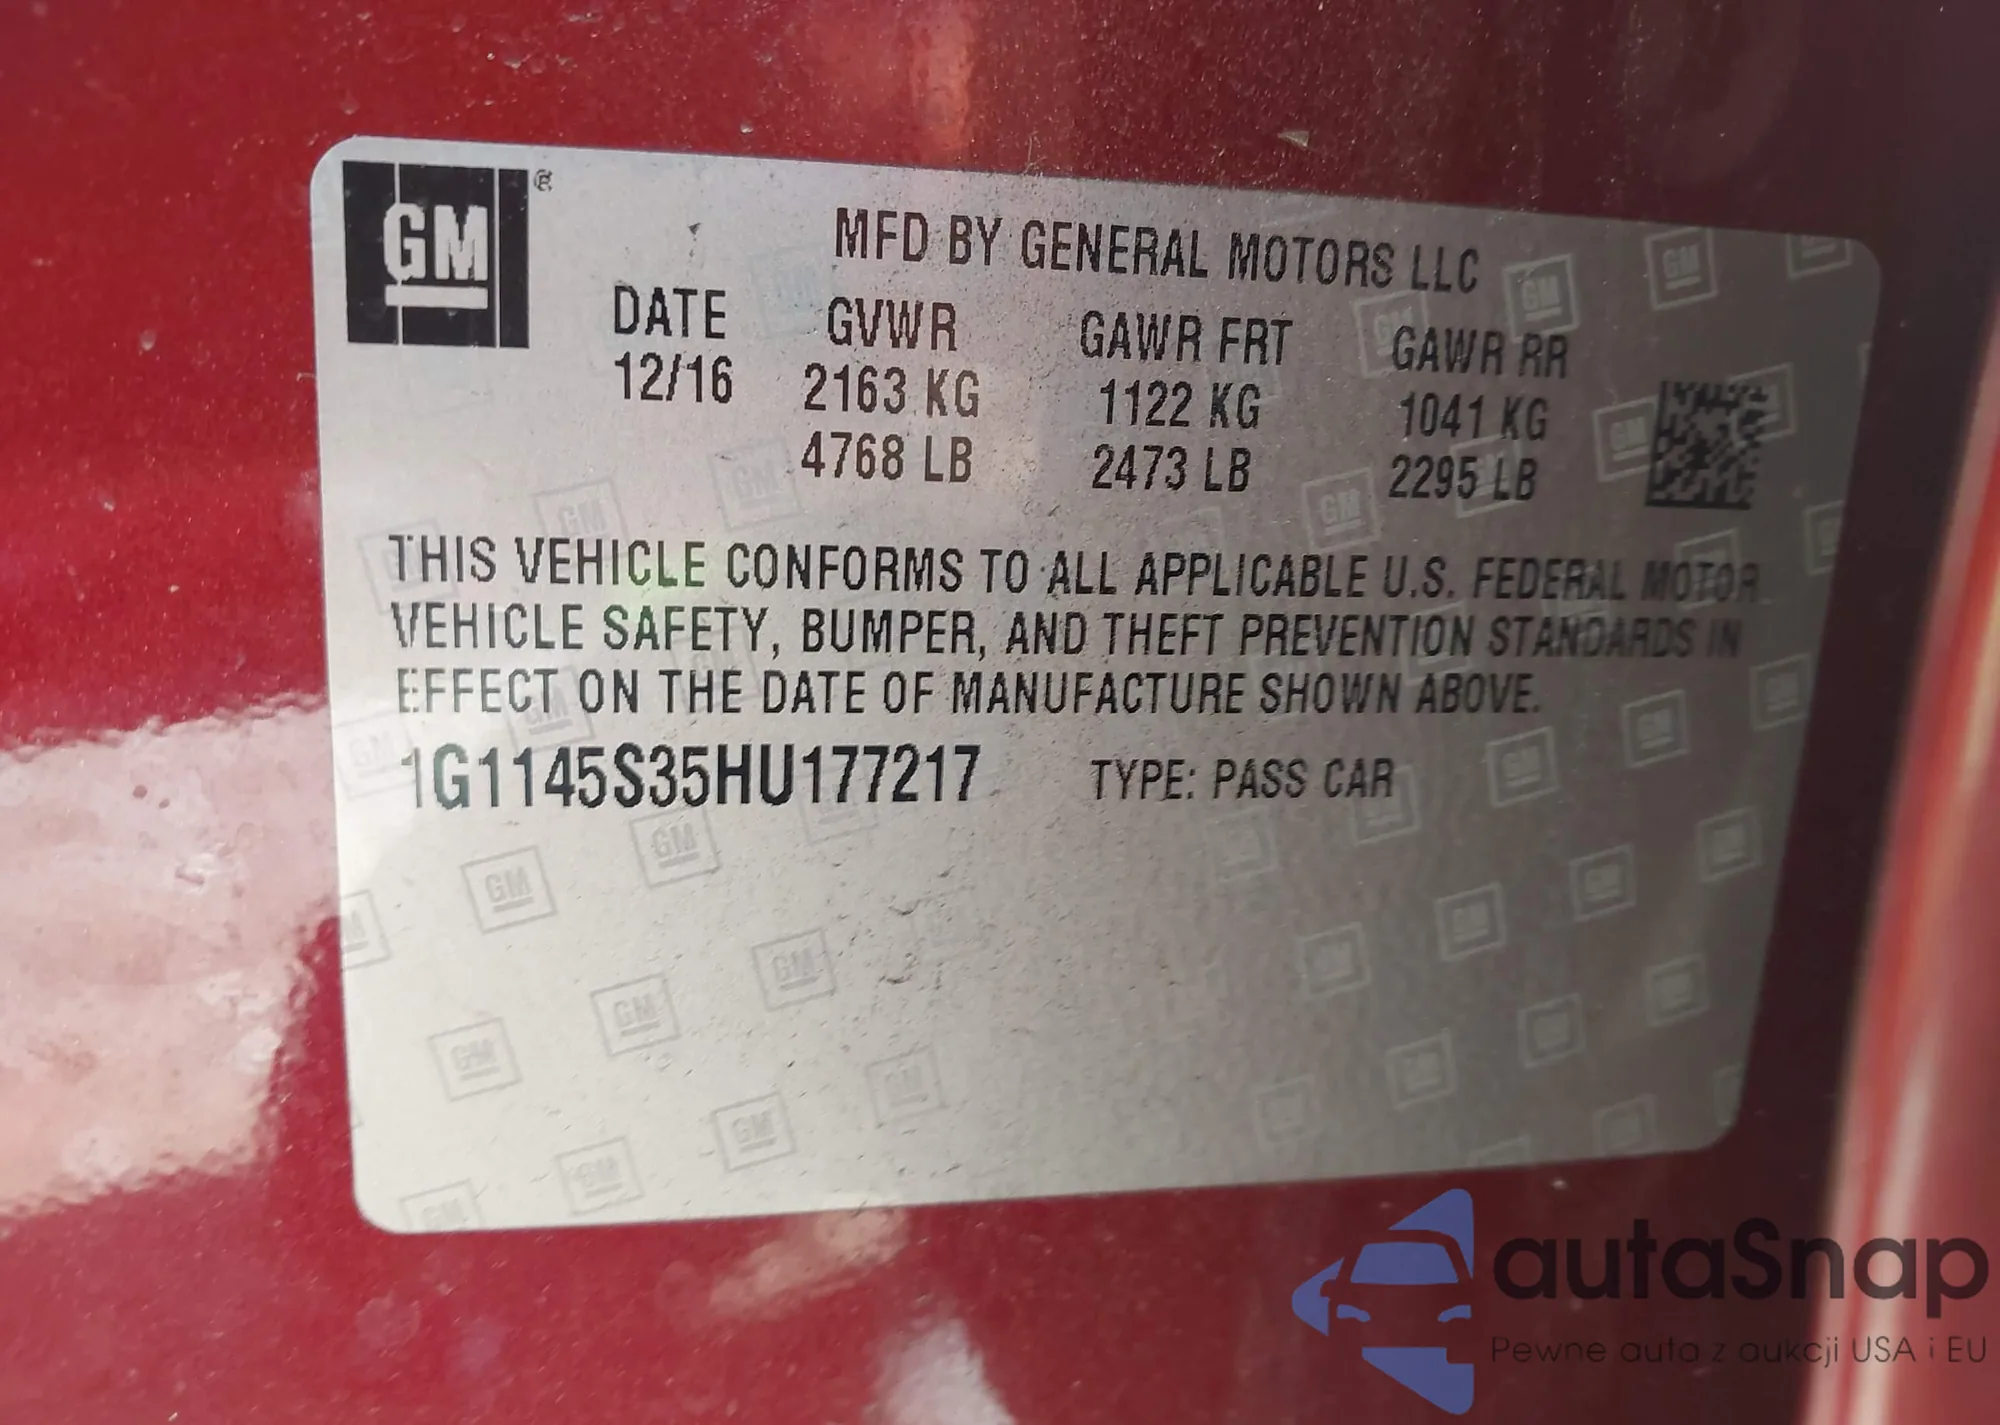 GM®
MFD BY GENERAL MOTORS LLC
DATE GVWR GAWR FRT GAWR RR
12/16 2163 KG 1122 KG 1041 KG
4768 LB 2473 LB 2295 LB
THIS VEHICLE CONFORMS TO ALL APPLICABLE U.S. FEDERAL MOTOR
VEHICLE SAFETY, BUMPER, AND THEFT PREVENTION STANDARDS IN
EFFECT ON THE DATE OF MANUFACTURE SHOWN ABOVE.
1G1145S35HU177217 TYPE: PASS CAR
autaSnap
Pewne auta z aukcji USA i EU